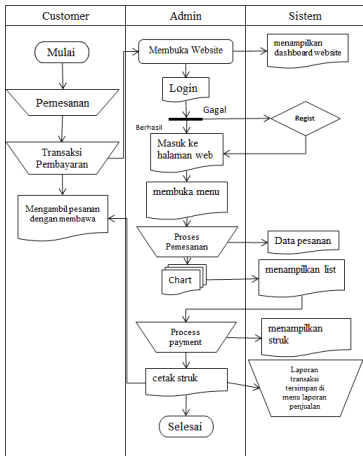 Customer
Admin
Sistem
Mulai
Membuka Website
menampilkan
dashboard website
Login
Pemesanan
Gagal
Regist
Berhasil
Masuk ke
halaman web
Transaksi
Pembayaran
membuka menu
Mengambil pesanan
dengan membawa
Proses
Pemesanan
Data pesanan
Chart
menampilkan list
Process
payment
menampilkan
struk
cetak struk
Laporan
transaksi
tersimpan di
menu laporan
penjualan
Selesai